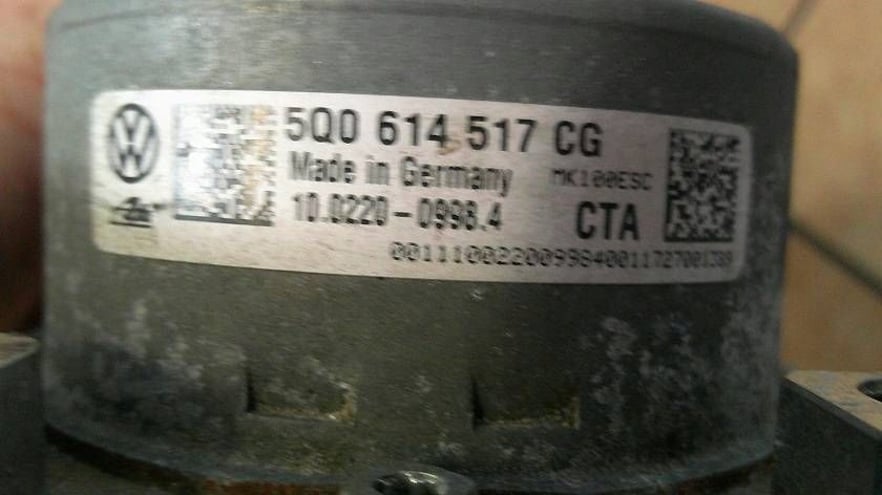 5Q0 614 517 CG
Made in Germany MK100ESC
10.0220-0998.4 CTA